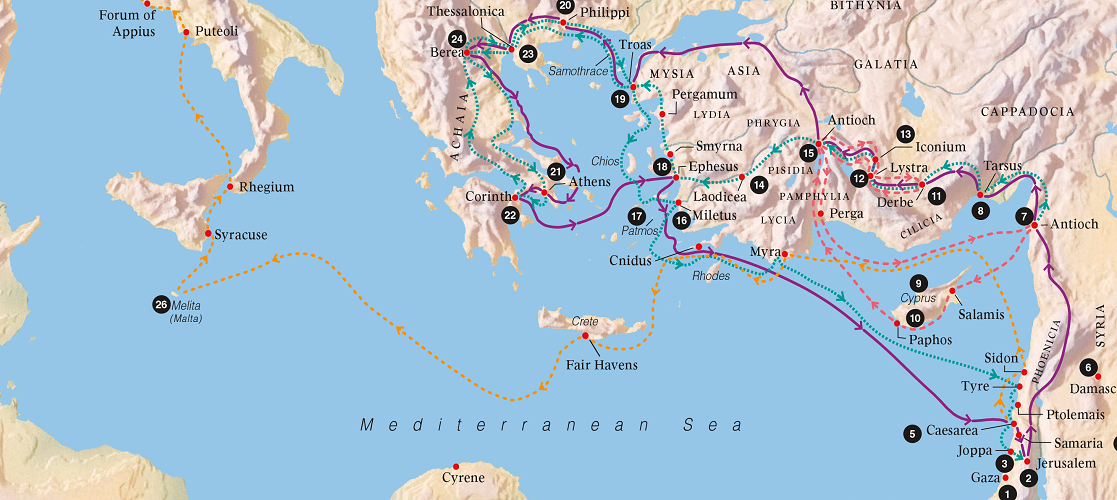 Forum of
Appius
Puteoli
Rhegium
Syracuse
26
Melita
(Malta)
Thessalonica
20
Philippi
24
Berea
23
Troas
Samothrace
19
MYSIA
ASIA
BITHYNIA
GALATIA
CAPPADOCIA
Pergamum
LYDIA
PHRYGIA
Antioch
15
13
Iconium
Lystra
12
Derbe
11
Tarsus
8
ACHAIA
Chios
Smyrna
18
Ephesus
21
Athens
Corinth
22
Laodicea
14
PISIDIA
PAMPHYLIA
Perga
LYCIA
CILICIA
7
Antioch
17
Patmos
16
Miletus
Cnidus
Rhodes
Myra
9
Cyprus
10
Salamis
Paphos
Crete
Fair Havens
Mediterranean Sea
Cyrene
Sidon
Tyre
PHOENICIA
SYRIA
6
Damasc
Ptolemais
5
Caesarea
Samaria
Joppa
3
Jerusalem
Gaza
2
1